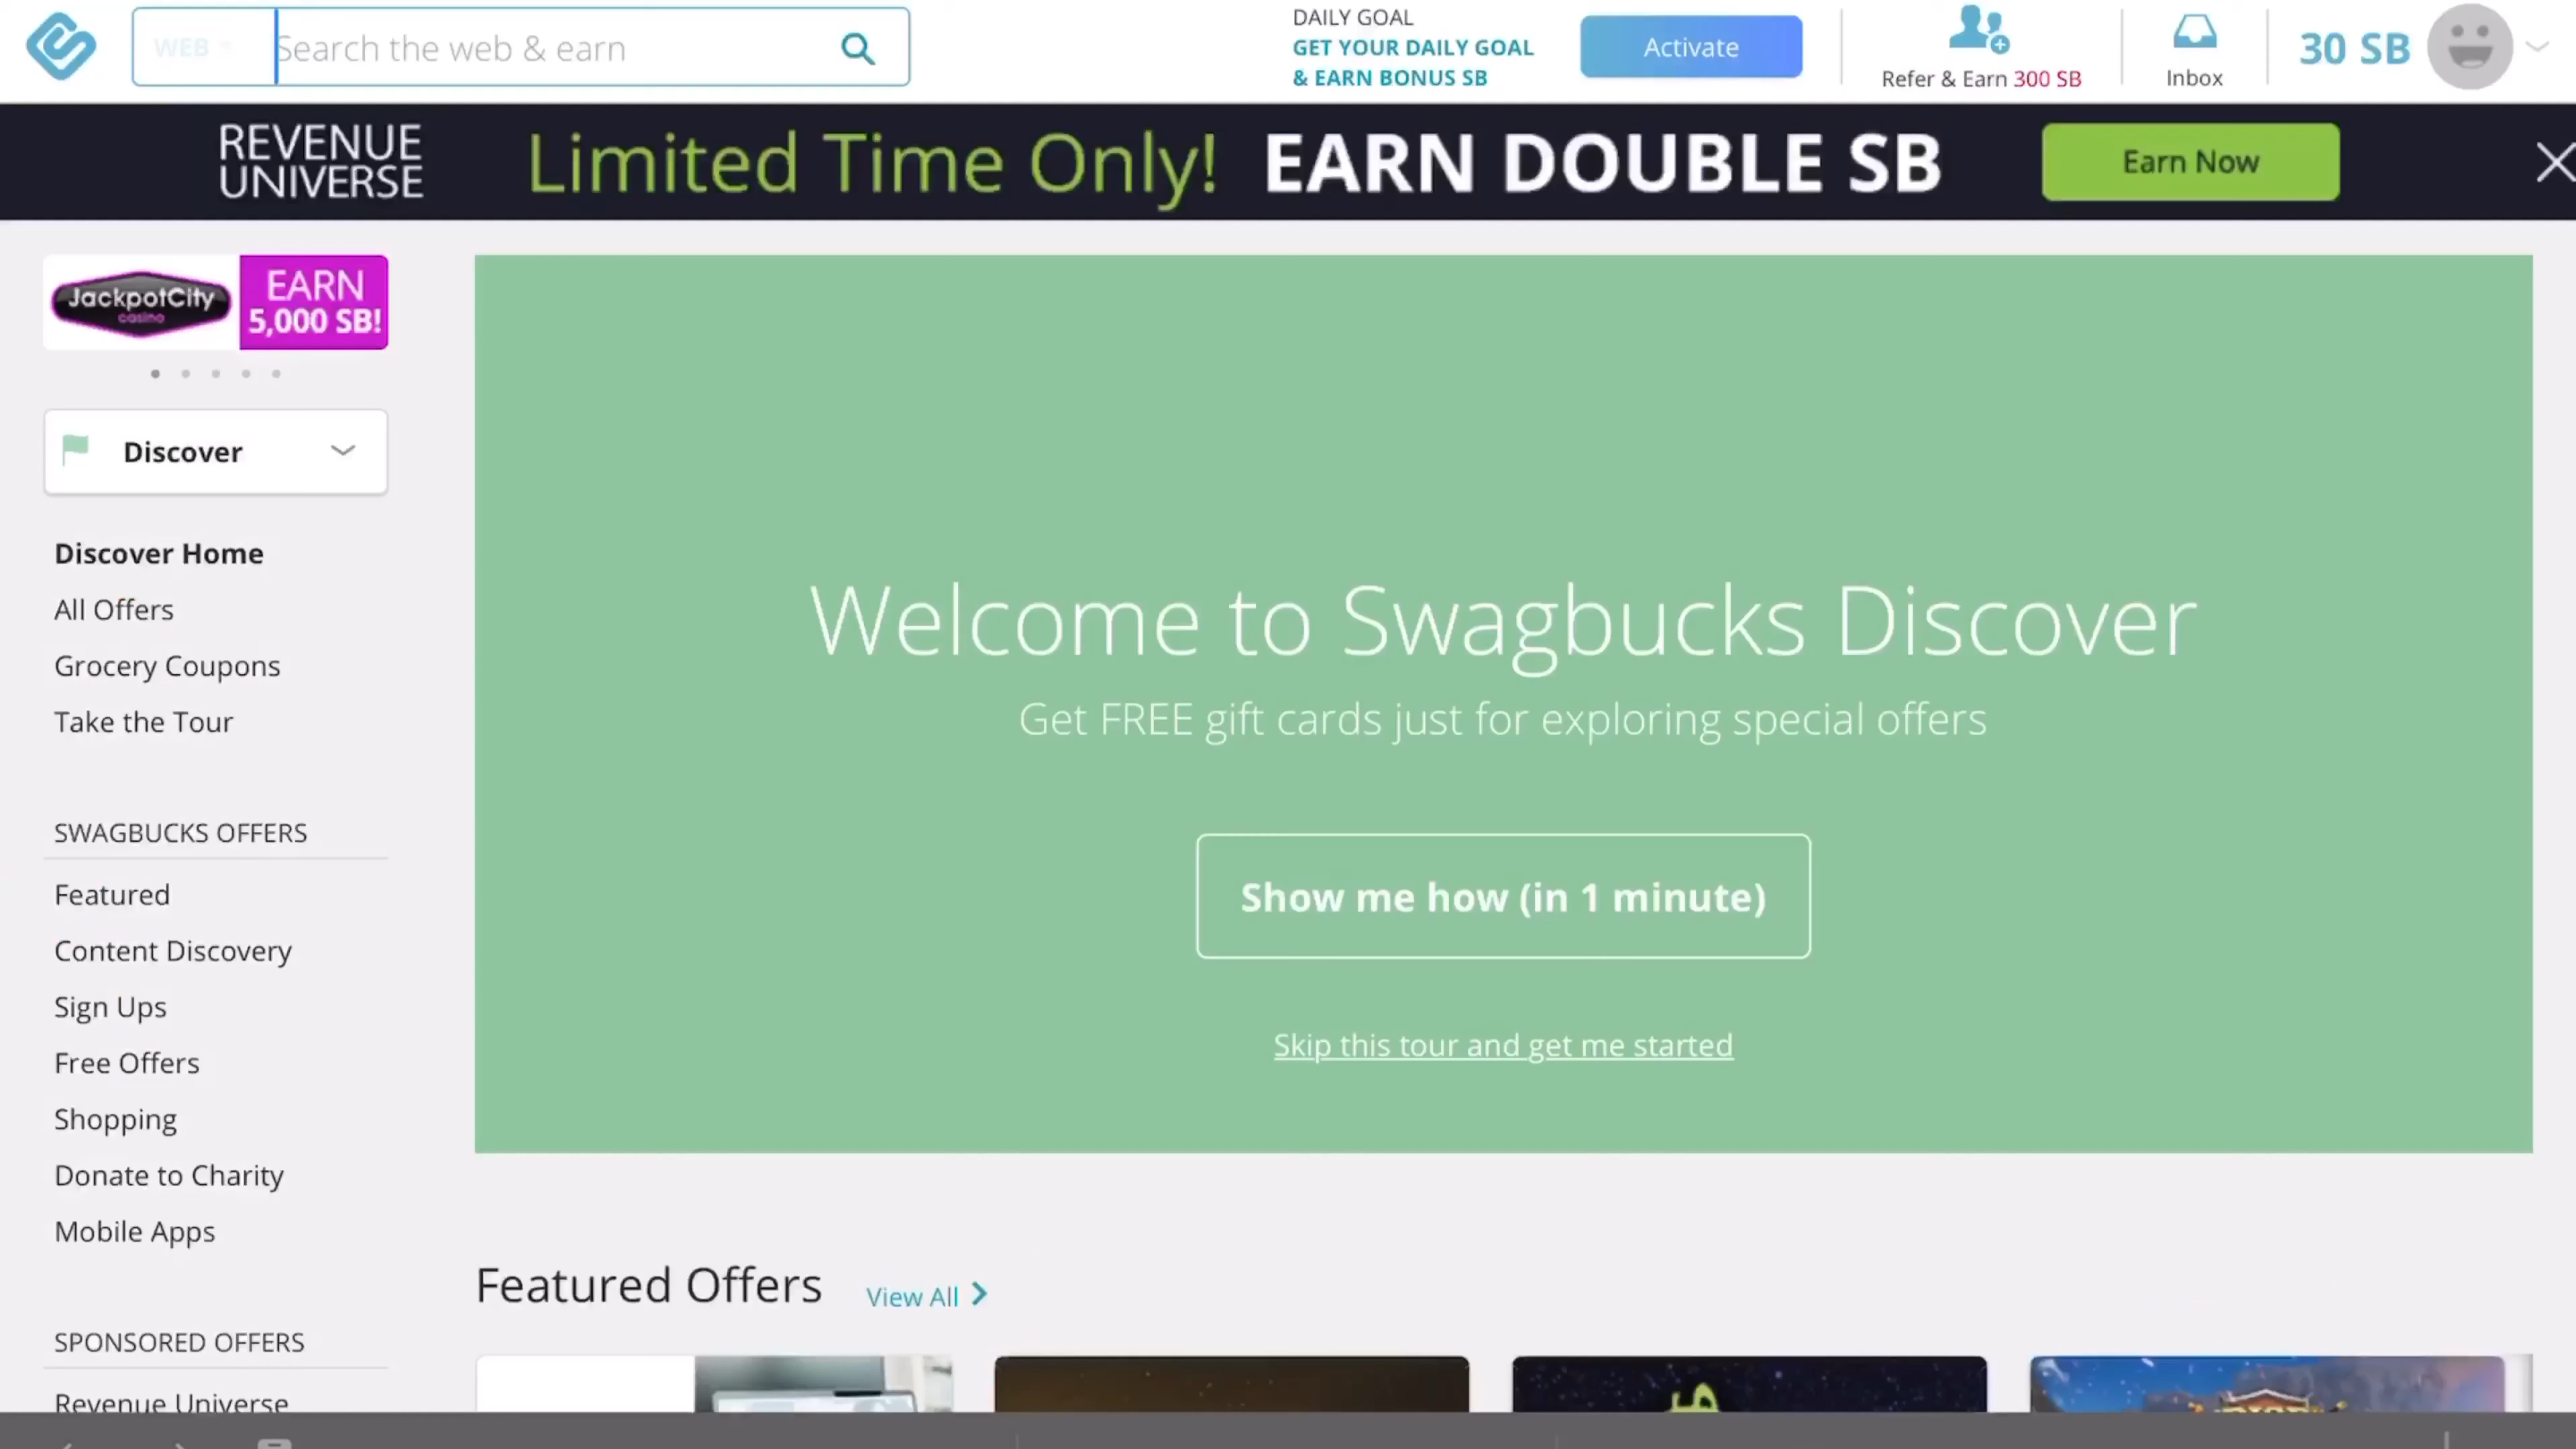 WEB
Search the web & earn
DAILY GOAL
GET YOUR DAILY GOAL
& EARN BONUS SB
Activate
Refer & Earn 300 SB
Inbox
30 SB
REVENUE
UNIVERSE
Limited Time Only! EARN DOUBLE SB
Earn Now
JackpotCity
casino
EARN
5,000 SB!
Discover
Discover Home
All Offers
Grocery Coupons
Take the Tour
SWAGBUCKS OFFERS
Featured
Content Discovery
Sign Ups
Free Offers
Shopping
Donate to Charity
Mobile Apps
SPONSORED OFFERS
Revenue Universe
Welcome to Swagbucks Discover
Get FREE gift cards just for exploring special offers
Show me how (in 1 minute)
Skip this tour and get me started
Featured Offers
View All